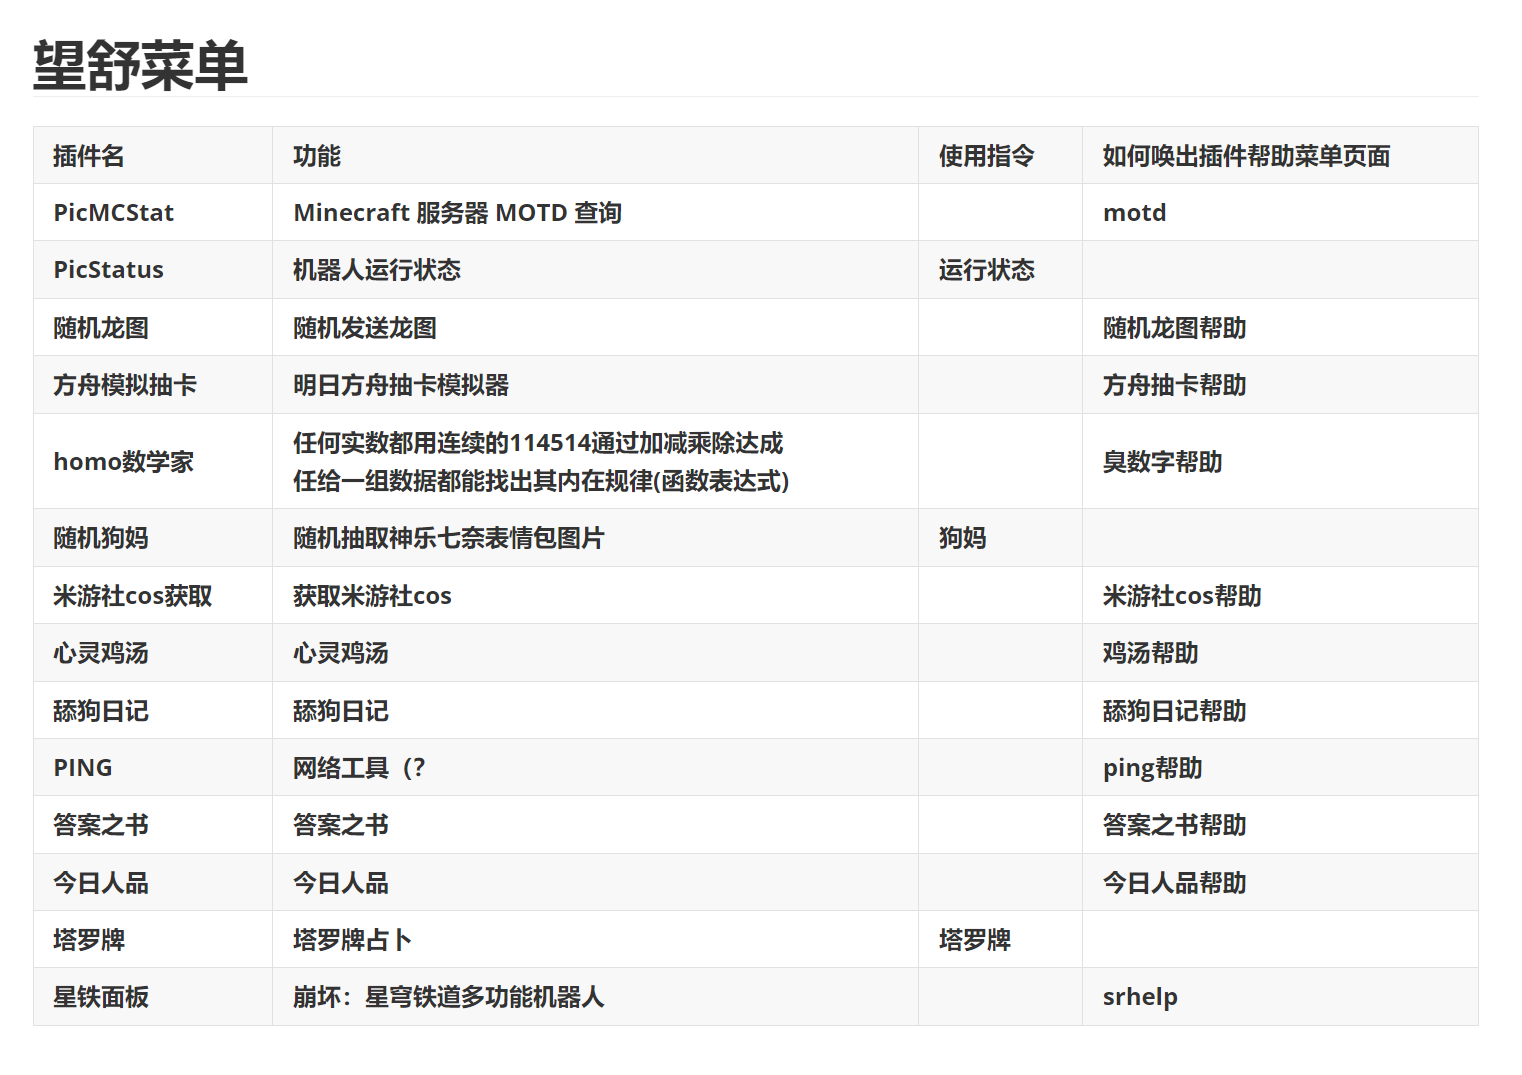 望舒菜单
插件名 功能 使用指令 如何唤出插件帮助菜单页面
PicMCStat Minecraft 服务器 MOTD 查询 motd
PicStatus 机器人运行状态 运行状态
随机龙图 随机发送龙图 随机龙图帮助
方舟模拟抽卡 明日方舟抽卡模拟器 方舟抽卡帮助
homo数学家 任何实数都用连续的114514通过加减乘除达成 臭数字帮助
任给一组数据都能找出其内在规律(函数表达式)
随机狗妈 随机抽取神乐七奈表情包图片 狗妈
米游社cos获取 获取米游社cos 米游社cos帮助
心灵鸡汤 心灵鸡汤 鸡汤帮助
舔狗日记 舔狗日记 舔狗日记帮助
PING 网络工具（？ ping帮助
答案之书 答案之书 答案之书帮助
今日人品 今日人品 今日人品帮助
塔罗牌 塔罗牌占卜 塔罗牌
星铁面板 崩坏：星穹铁道多功能机器人 srhelp